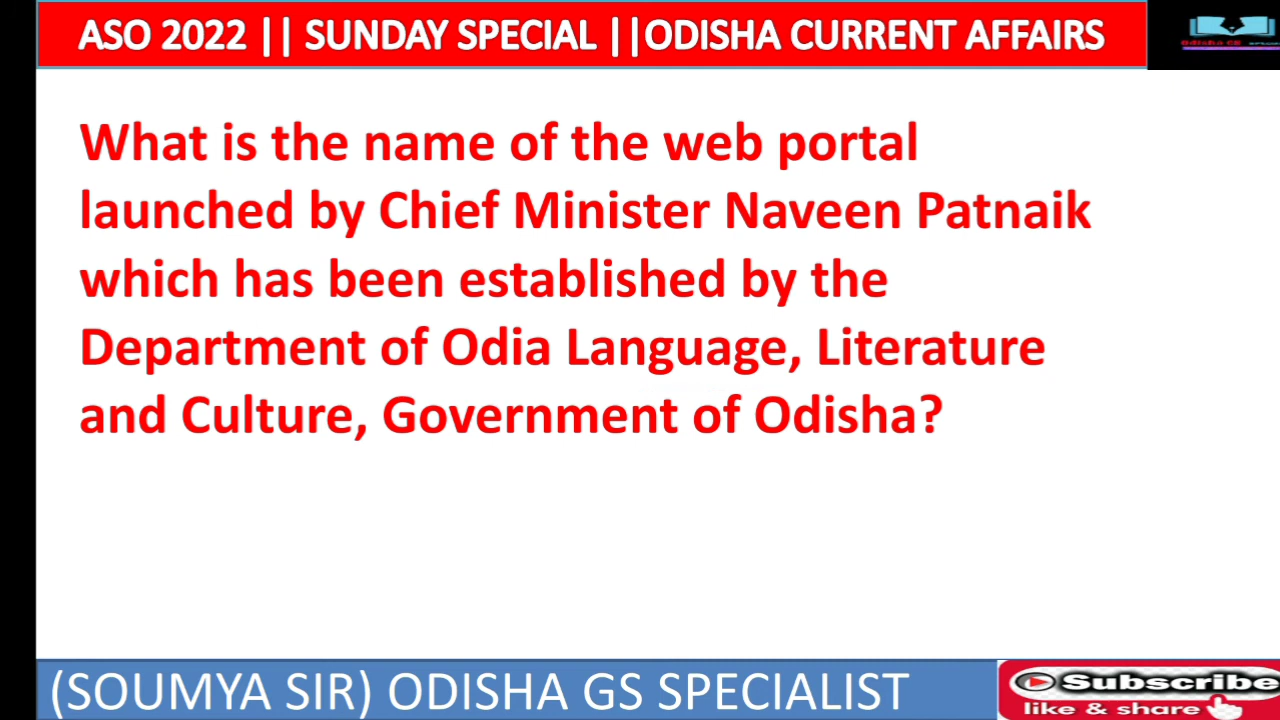 ASO 2022 || SUNDAY SPECIAL ||ODISHA CURRENT AFFAIRS
What is the name of the web portal
launched by Chief Minister Naveen Patnaik
which has been established by the
Department of Odia Language, Literature
and Culture, Government of Odisha?
(SOUMYA SIR) ODISHA GS SPECIALIST
Subscribe
like & share